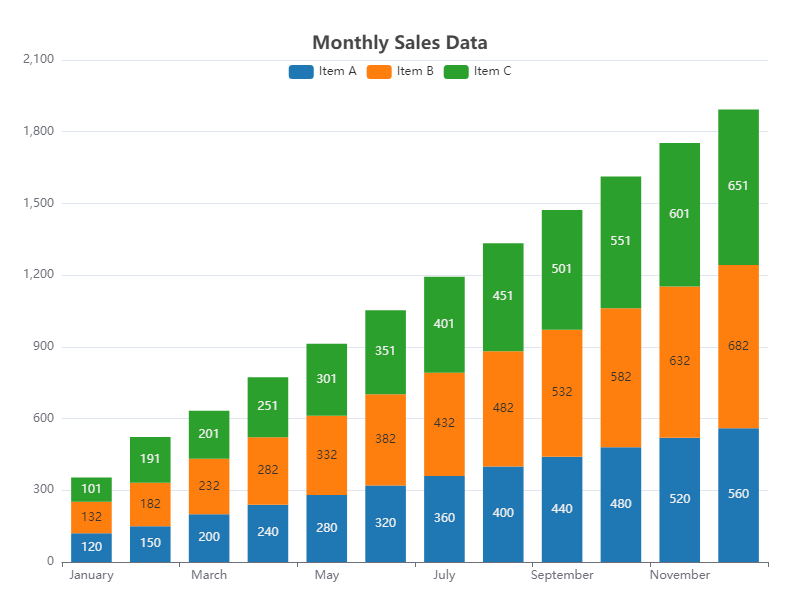 Monthly Sales Data
Item A Item B Item C
2,100
1,800
1,500
1,200
900
600
300
0
101 191 201 251 301 351 401 451 501 551 601 651
132 182 232 282 332 382 432 482 532 582 632 682
120 150 200 240 280 320 360 400 440 480 520 560
January March May July September November